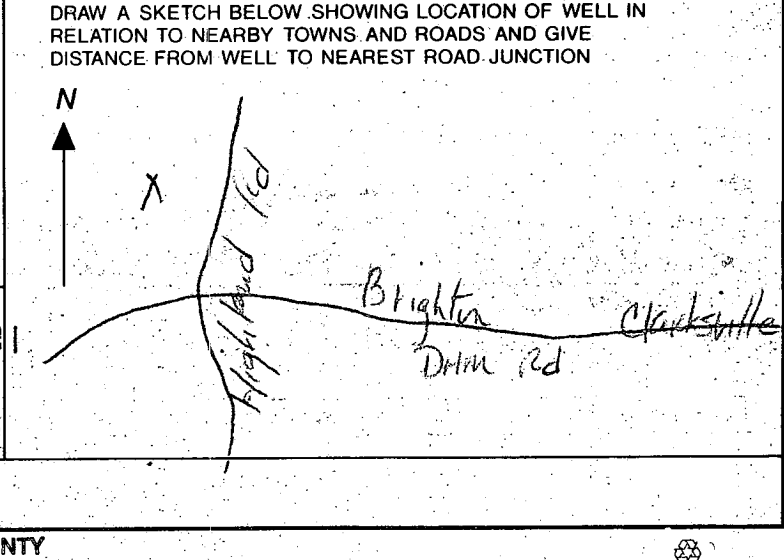 DRAW A SKETCH BELOW SHOWING LOCATION OF WELL IN
RELATION TO NEARBY TOWNS AND ROADS AND GIVE
DISTANCE FROM WELL TO NEAREST ROAD JUNCTION
N
X
Highland Rd
Brighton
Dam Rd
Clarksville
NTY